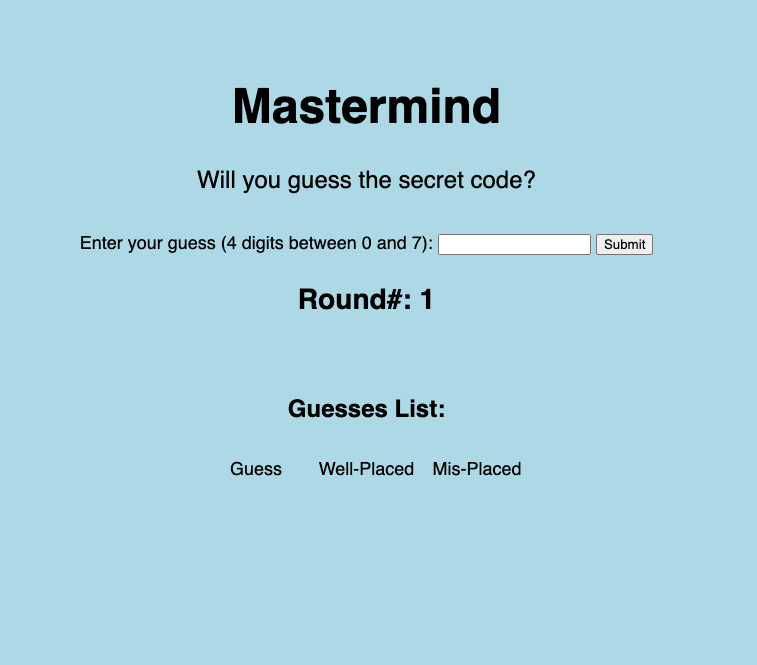 Mastermind
Will you guess the secret code?
Enter your guess (4 digits between 0 and 7): Submit
Round#: 1
Guesses List:
Guess Well-Placed Mis-Placed